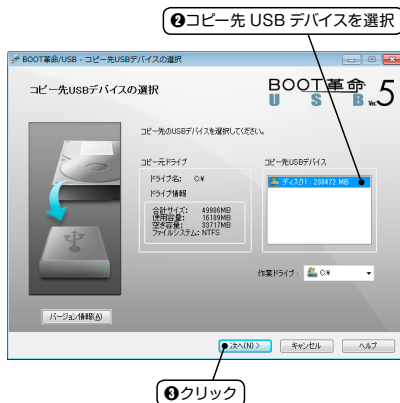 ❷コピー先 USB デバイスを選択
BOOT革命/USB - コピー先USBデバイスの選択
コピー先USBデバイスの選択
BOOT革命
USB Ver.5
コピー先のUSBデバイスを選択してください。
コピー元ドライブ
コピー先USBデバイス
ドライブ名: C:¥
ディスク1 : 238472 MB
ドライブ情報
合計サイズ: 49906MB
使用容量: 16189MB
空き容量: 33717MB
ファイルシステム: NTFS
作業ドライブ : C:¥
バージョン情報(A)
次へ(N) >
キャンセル
ヘルプ
❸クリック